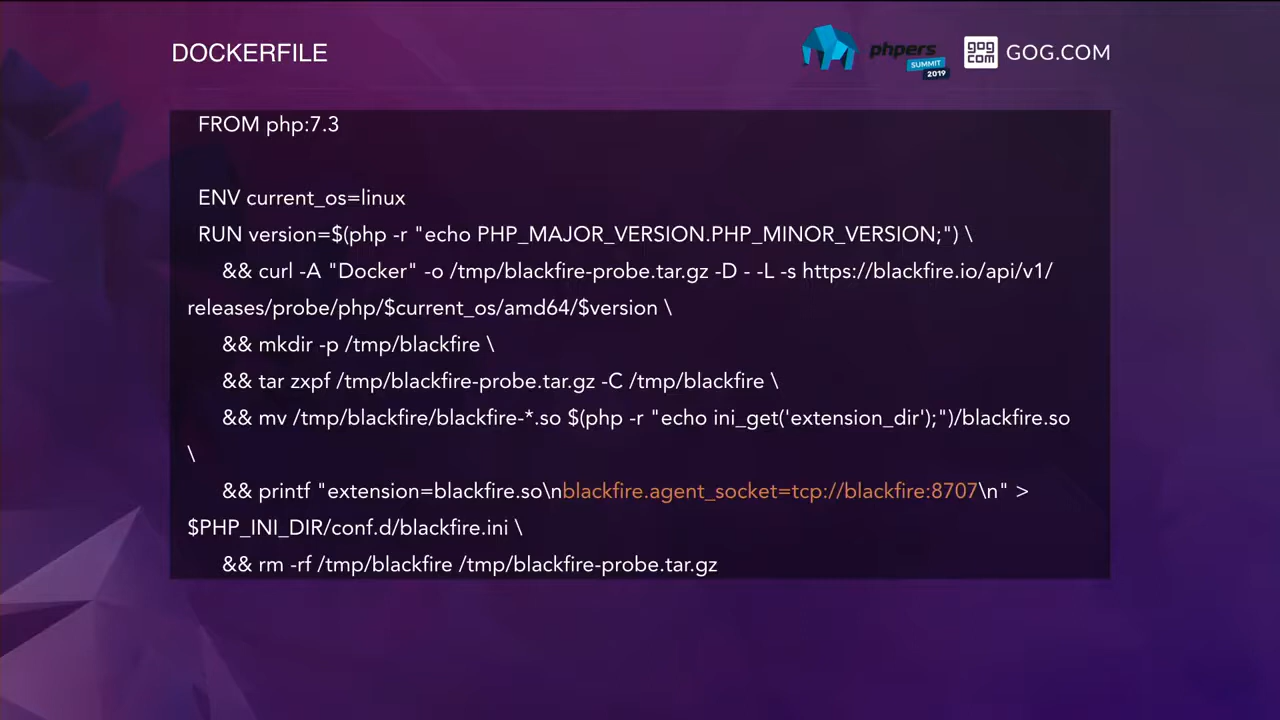 DOCKERFILE
phpers
SUMMIT
2019
gog
com
GOG.COM
FROM php:7.3
ENV current_os=linux
RUN version=$(php -r "echo PHP_MAJOR_VERSION.PHP_MINOR_VERSION;") \
&& curl -A "Docker" -o /tmp/blackfire-probe.tar.gz -D - -L -s https://blackfire.io/api/v1/
releases/probe/php/$current_os/amd64/$version \
&& mkdir -p /tmp/blackfire \
&& tar zxpf /tmp/blackfire-probe.tar.gz -C /tmp/blackfire \
&& mv /tmp/blackfire/blackfire-*.so $(php -r "echo ini_get('extension_dir');")/blackfire.so
\
&& printf "extension=blackfire.so\nblackfire.agent_socket=tcp://blackfire:8707\n" >
$PHP_INI_DIR/conf.d/blackfire.ini \
&& rm -rf /tmp/blackfire /tmp/blackfire-probe.tar.gz